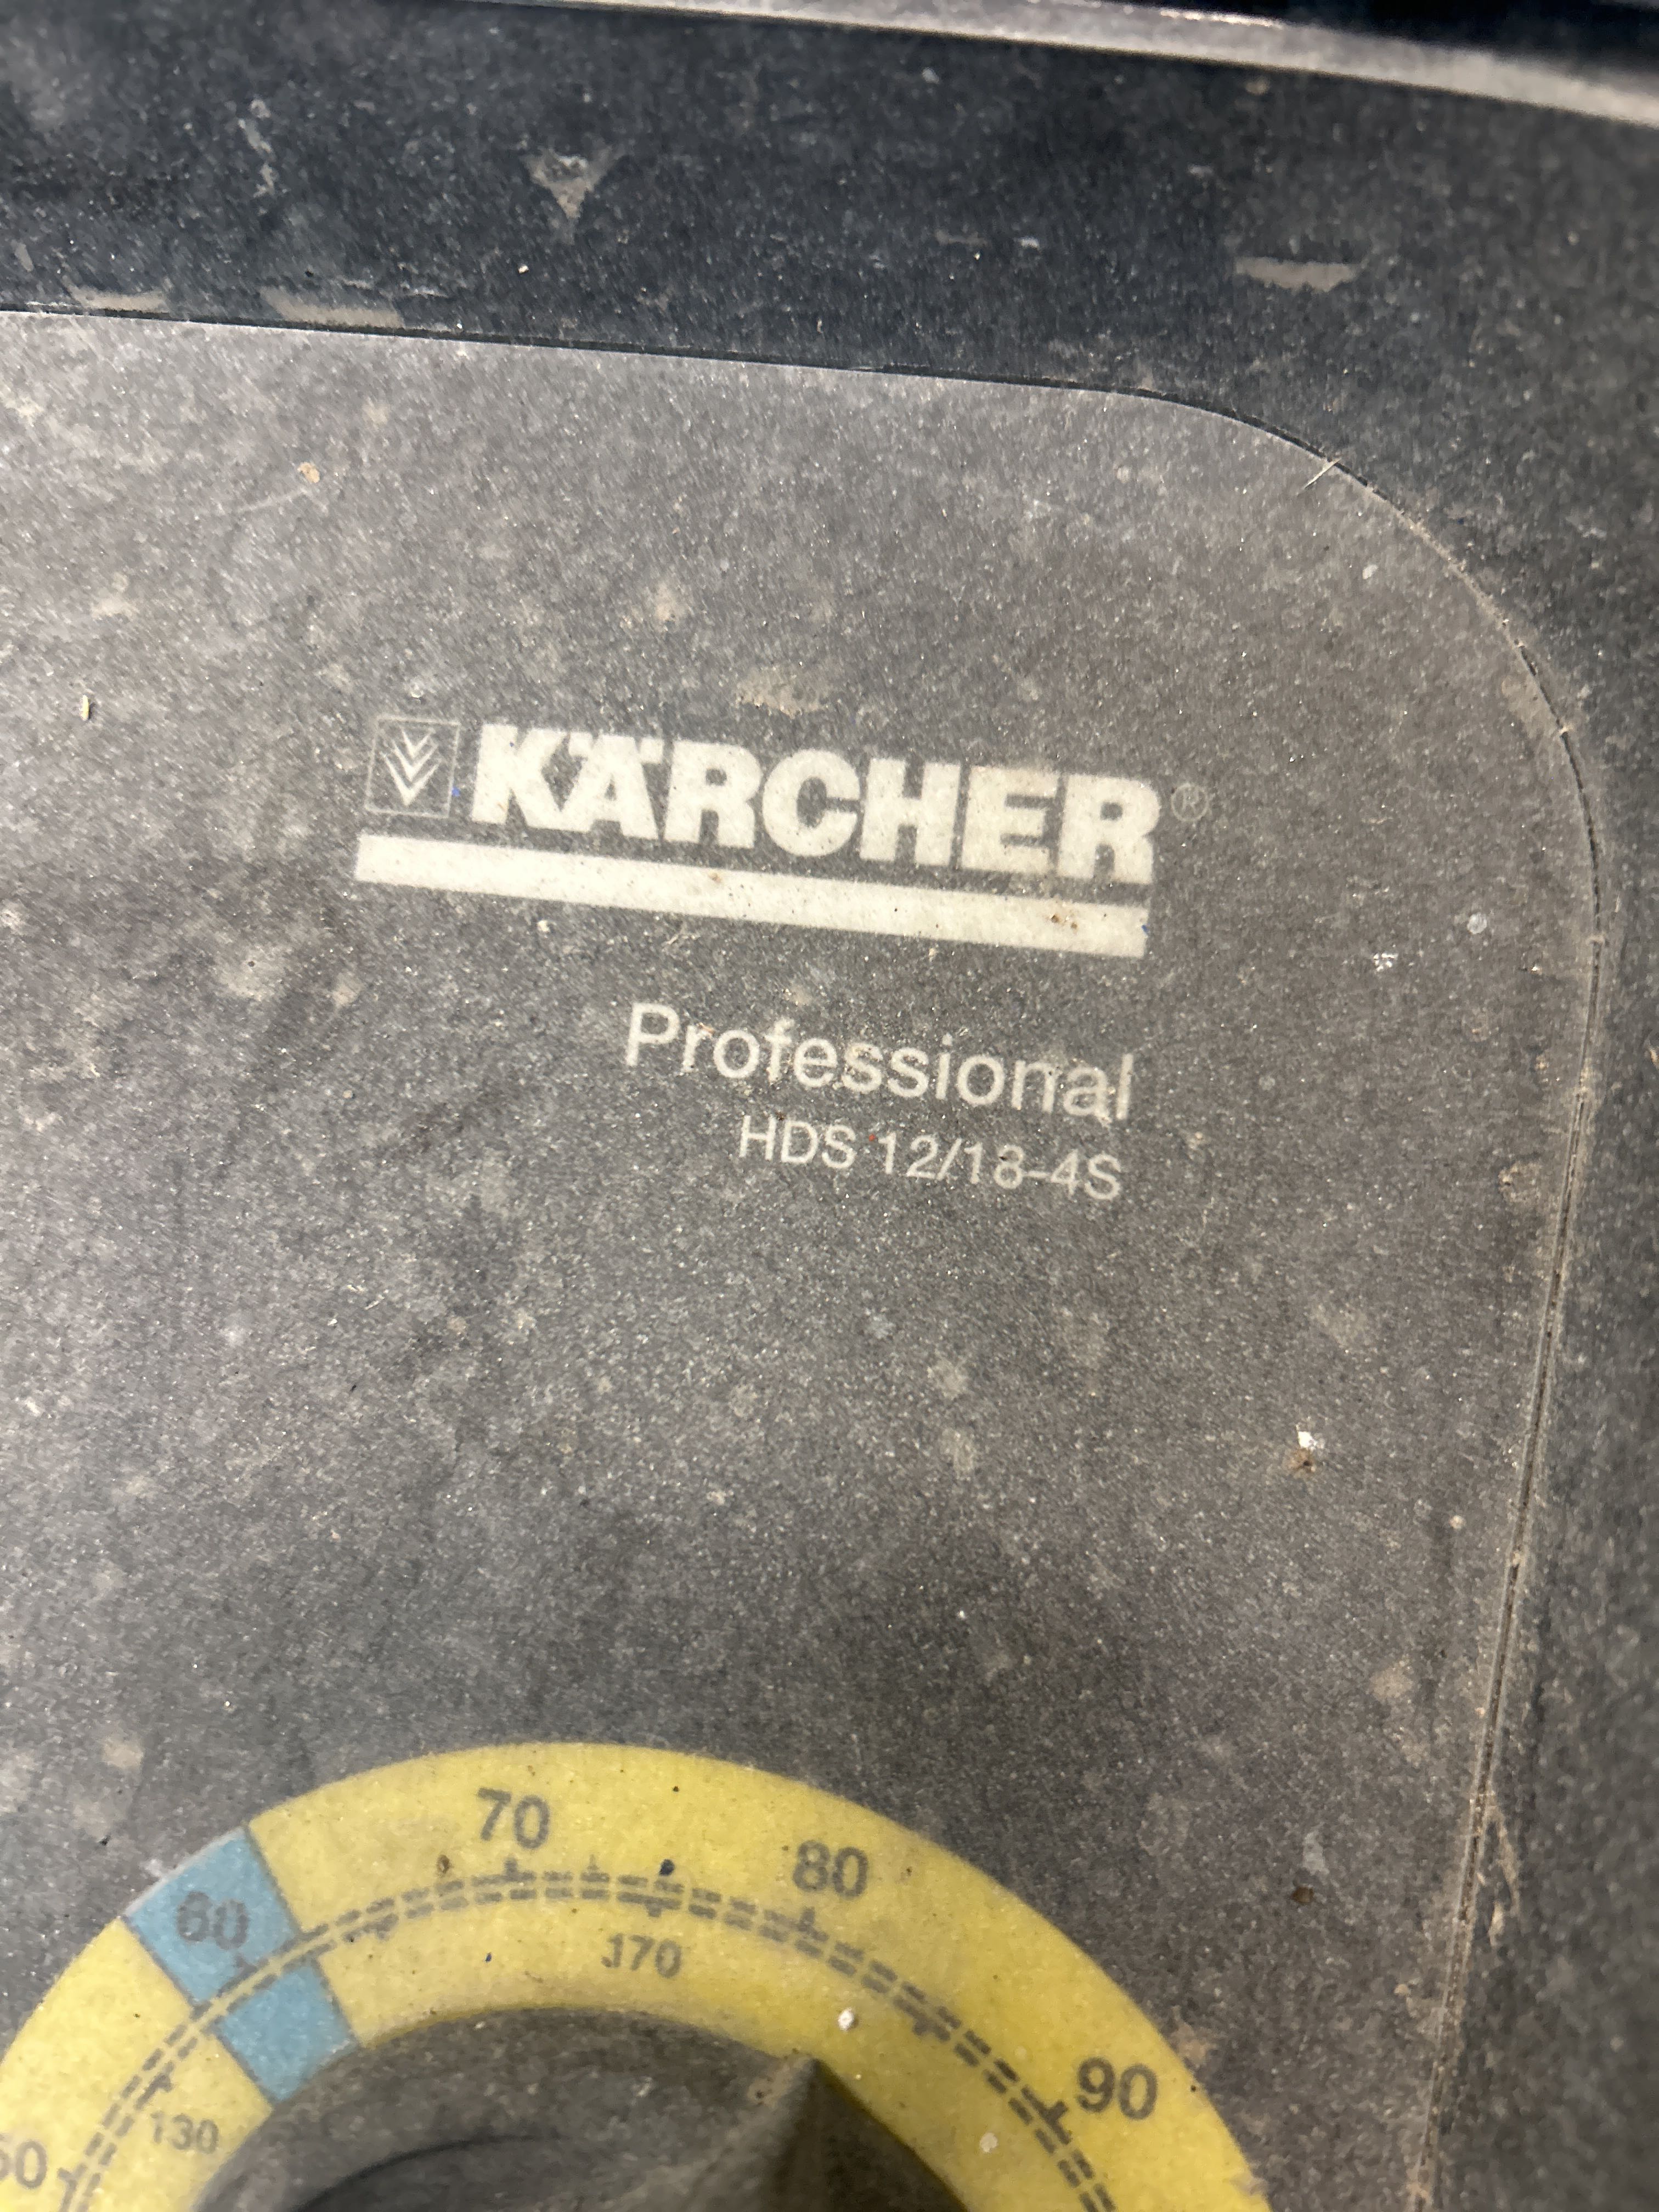 KÄRCHER®
Professional
HDS 12/18-4S
70
80
60
170
90
130